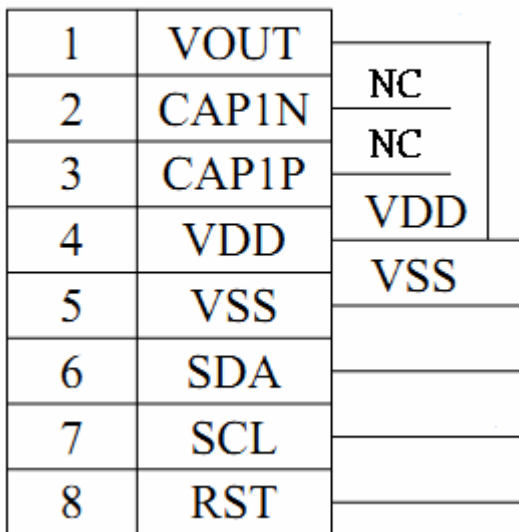 1 VOUT
NC
2 CAP1N
NC
3 CAP1P
VDD
4 VDD
VSS
5 VSS
6 SDA
7 SCL
8 RST